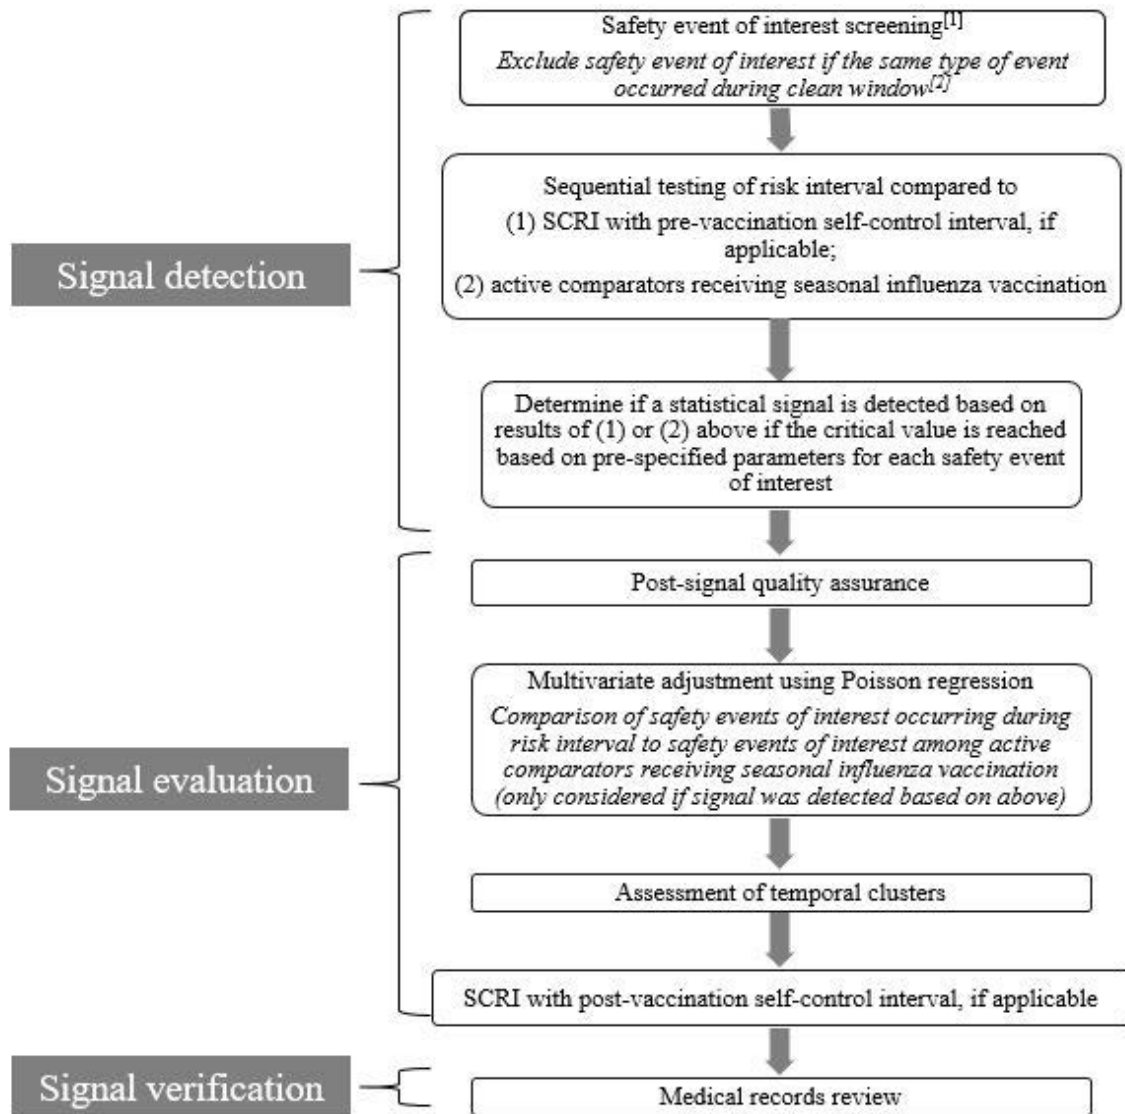 Safety event of interest screening[1]
Exclude safety event of interest if the same type of event
occurred during clean window[2]
Sequential testing of risk interval compared to
(1) SCRI with pre-vaccination self-control interval, if
applicable;
(2) active comparators receiving seasonal influenza vaccination
Signal detection
Determine if a statistical signal is detected based on
results of (1) or (2) above if the critical value is reached
based on pre-specified parameters for each safety event
of interest
Post-signal quality assurance
Multivariate adjustment using Poisson regression
Comparison of safety events of interest occurring during
risk interval to safety events of interest among active
comparators receiving seasonal influenza vaccination
(only considered if signal was detected based on above)
Signal evaluation
Assessment of temporal clusters
SCRI with post-vaccination self-control interval, if applicable
Signal verification
Medical records review